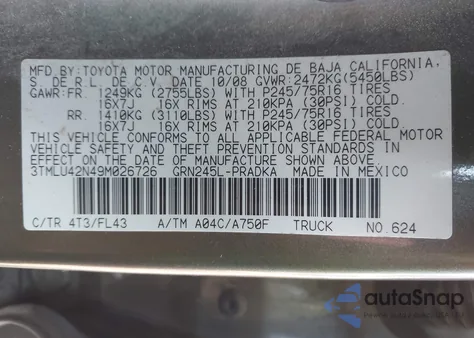 MFD.BY:TOYOTA MOTOR MANUFACTURING DE BAJA CALIFORNIA.
S. DE R.L. DE C.V. DATE 10/08 GVWR:2472KG(5450LBS)
GAWR:FR. 1249KG (2755LBS) WITH P245/75R16 TIRES
16X7J 16X RIMS AT 210KPA (30PSI) COLD.
RR. 1410KG (3110LBS) WITH P245/75R16 TIRES
16X7J 16X RIMS AT 210KPA (30PSI) COLD.
THIS VEHICLE CONFORMS TO ALL APPLICABLE FEDERAL MOTOR
VEHICLE SAFETY AND THEFT PREVENTION STANDARDS IN
EFFECT ON THE DATE OF MANUFACTURE SHOWN ABOVE.
3TMLU42N49M026726 GRN245L-PRADKA MADE IN MEXICO
C/TR 4T3/FL43 A/TM A04C/A750F TRUCK NO.624
autoSnap